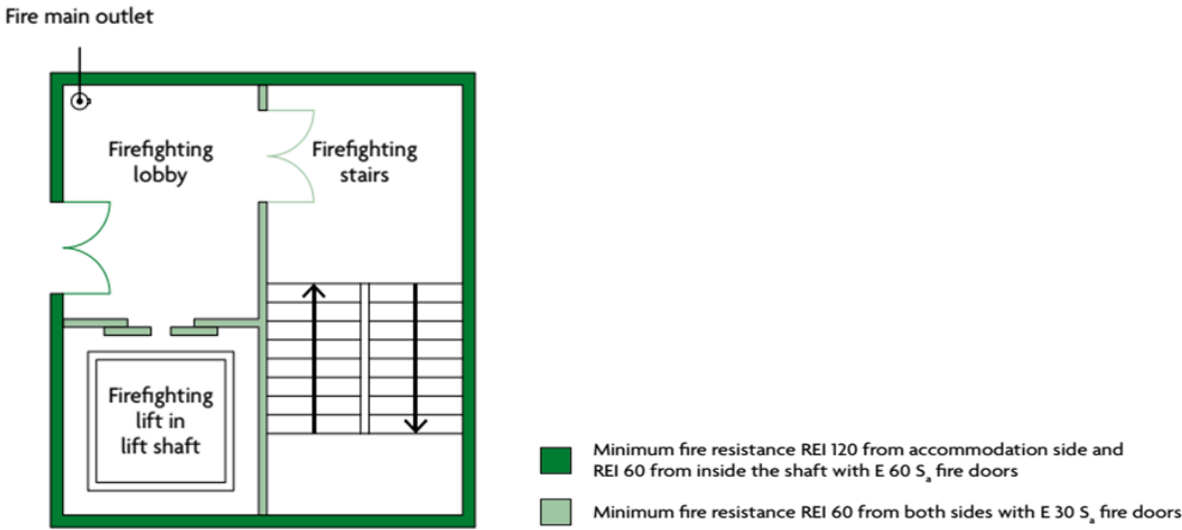 Fire main outlet
Firefighting
lobby
Firefighting
stairs
Firefighting
lift in
lift shaft
Minimum fire resistance REI 120 from accommodation side and
REI 60 from inside the shaft with E 60 Sa fire doors
Minimum fire resistance REI 60 from both sides with E 30 Sa fire doors